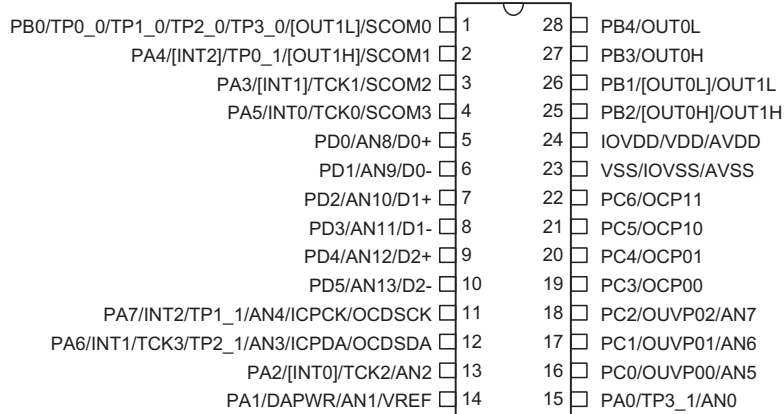 PB0/TP0_0/TP1_0/TP2_0/TP3_0/[OUT1L]/SCOM0 1 28 PB4/OUT0L
PA4/[INT2]/TP0_1/[OUT1H]/SCOM1 2 27 PB3/OUT0H
PA3/[INT1]/TCK1/SCOM2 3 26 PB1/[OUT0L]/OUT1L
PA5/INT0/TCK0/SCOM3 4 25 PB2/[OUT0H]/OUT1H
PD0/AN8/D0+ 5 24 IOVDD/VDD/AVDD
PD1/AN9/D0- 6 23 VSS/IOVSS/AVSS
PD2/AN10/D1+ 7 22 PC6/OCP11
PD3/AN11/D1- 8 21 PC5/OCP10
PD4/AN12/D2+ 9 20 PC4/OCP01
PD5/AN13/D2- 10 19 PC3/OCP00
PA7/INT2/TP1_1/AN4/ICPCK/OCDSCK 11 18 PC2/OUVP02/AN7
PA6/INT1/TCK3/TP2_1/AN3/ICPDA/OCDSDA 12 17 PC1/OUVP01/AN6
PA2/[INT0]/TCK2/AN2 13 16 PC0/OUVP00/AN5
PA1/DAPWR/AN1/VREF 14 15 PA0/TP3_1/AN0